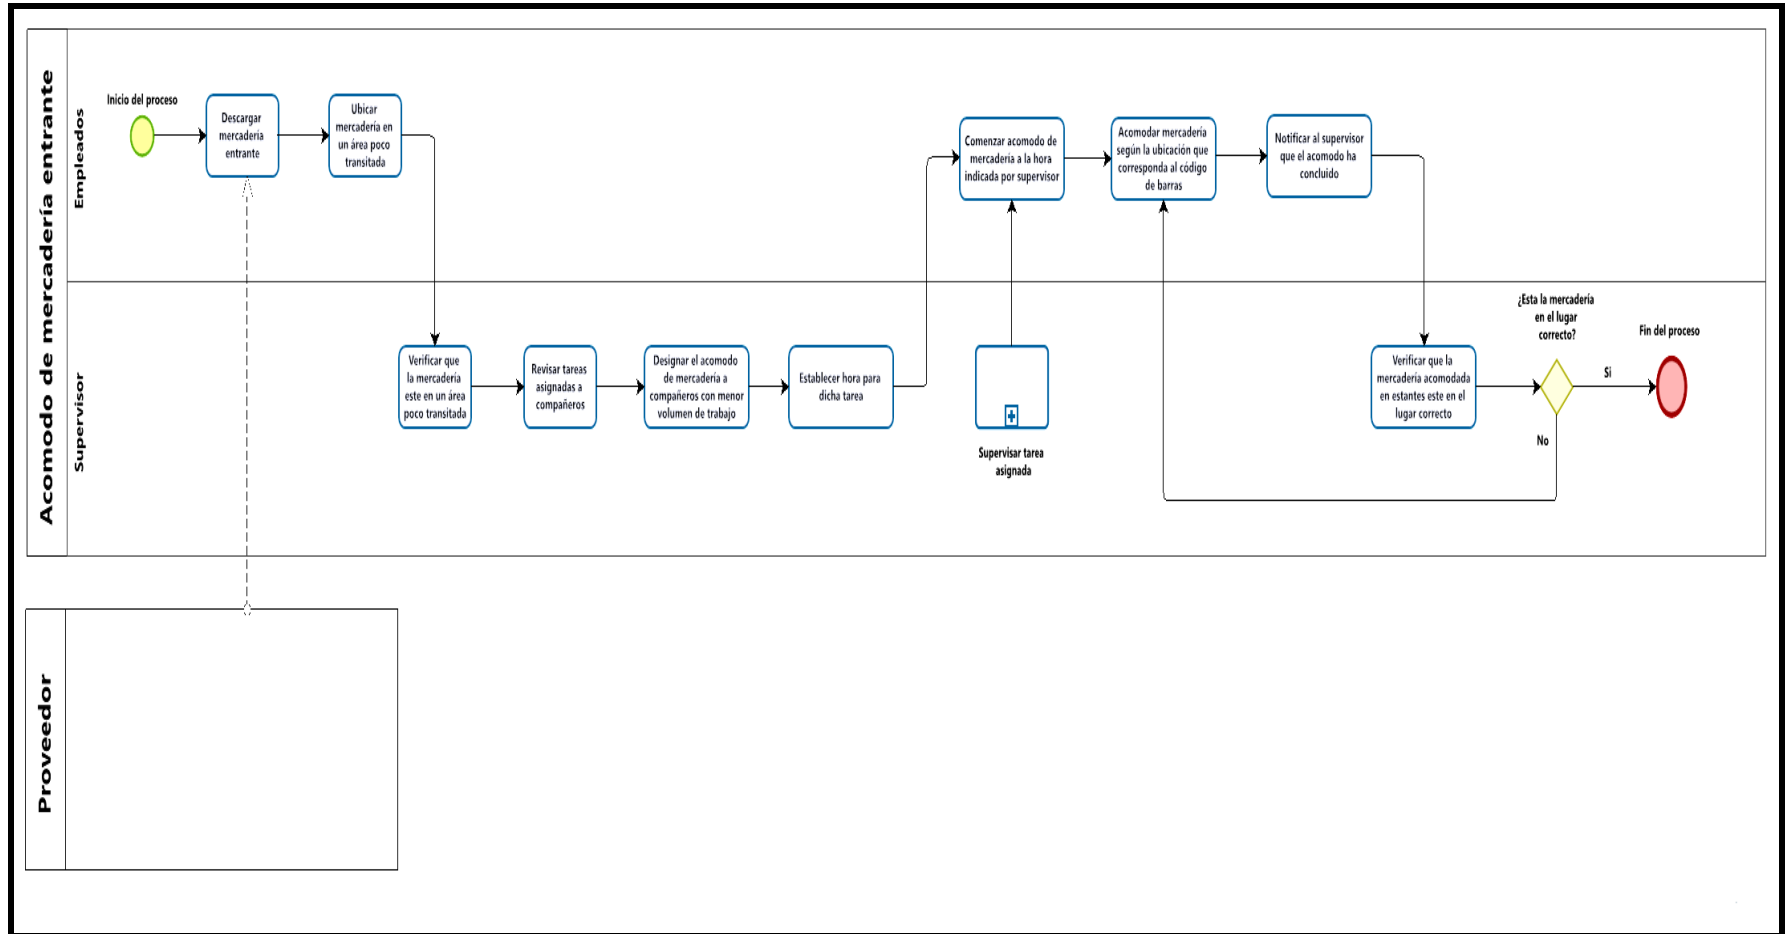 Acomodo de mercadería entrante
Empleados
Inicio del proceso
Descargar
mercadería
entrante
Ubicar
mercadería en
un área poco
transitada
Comenzar acomodo de
mercadería a la hora
indicada por supervisor
Acomodar mercadería
según la ubicación que
corresponda al código
de barras
Notificar al supervisor
que el acomodo ha
concluido
Supervisor
Verificar que
la mercadería
este en un área
poco transitada
Revisar tareas
asignadas a
compañeros
Designar el acomodo
de mercadería a
compañeros con menor
volumen de trabajo
Establecer hora para
dicha tarea
Supervisar tarea
asignada
Verificar que la
mercadería acomodada
en estantes este en el
lugar correcto
¿Esta la mercadería
en el lugar
correcto?
Si
No
Fin del proceso
Proveedor